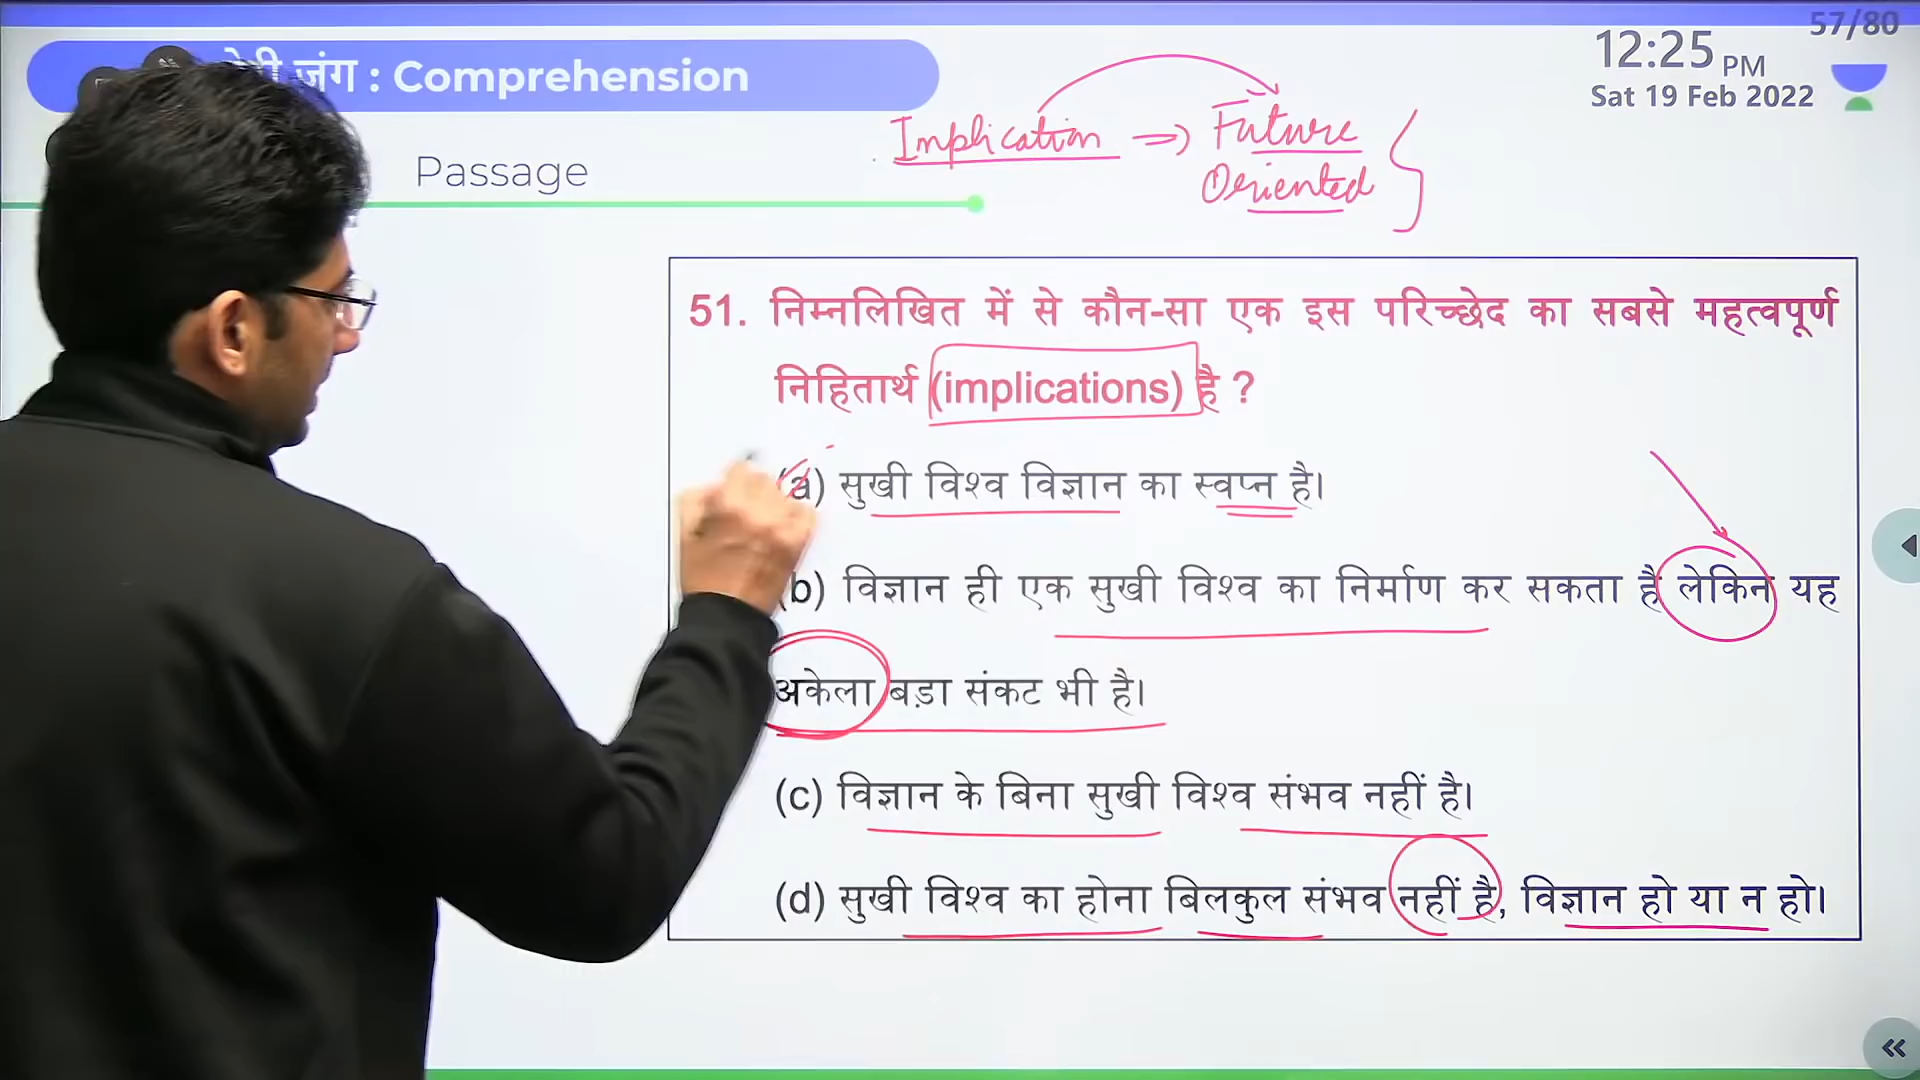 57/80
12:25 PM
Sat 19 Feb 2022
जंग : Comprehension
Passage
Implication ⇒ Future
Oriented
51. निम्नलिखित में से कौन-सा एक इस परिच्छेद का सबसे महत्वपूर्ण
निहितार्थ (implications) है ?
(a) सुखी विश्व विज्ञान का स्वप्न है।
(b) विज्ञान ही एक सुखी विश्व का निर्माण कर सकता है लेकिन यह
अकेला बड़ा संकट भी है।
(c) विज्ञान के बिना सुखी विश्व संभव नहीं है।
(d) सुखी विश्व का होना बिलकुल संभव नहीं है, विज्ञान हो या न हो।